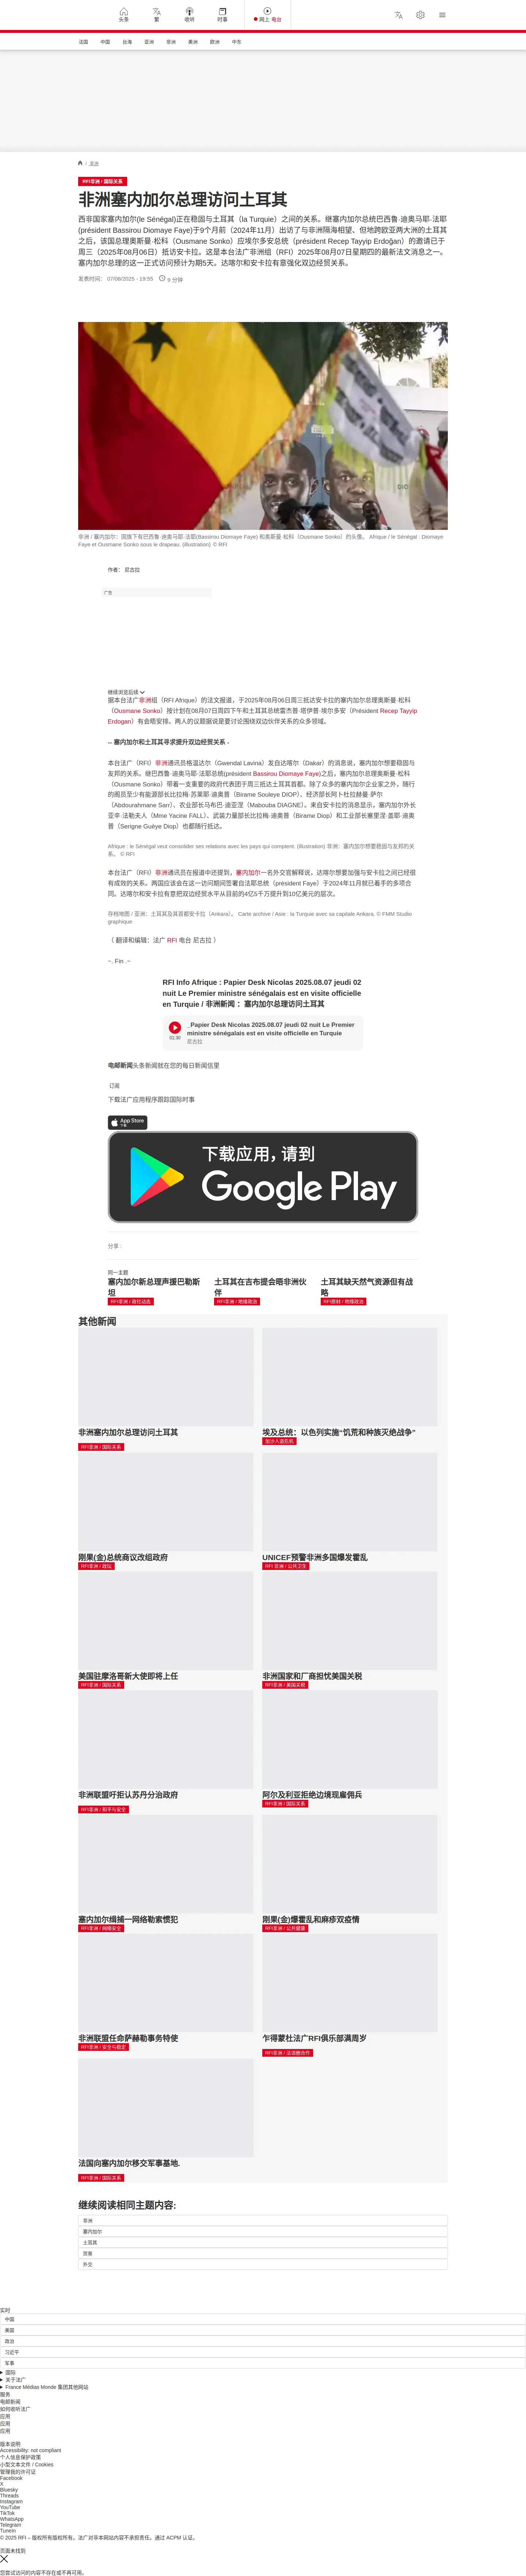 头条
繁
收听
时事
网上 电台
法国
中国
台海
亚洲
非洲
美洲
欧洲
中东
/ 亚洲
RFI非洲 / 国际关系
非洲塞内加尔总理访问土耳其
西非国家塞内加尔(le Sénégal)正在稳固与土耳其（la Turquie）之间的关系。继塞内加尔总统巴西鲁·迪奥马耶·法耶
(président Bassirou Diomaye Faye)于9个月前（2024年11月）出访了与非洲隔海相望、但地跨欧亚两大洲的土耳其
之后，该国总理奥斯曼·松科（Ousmane Sonko）应埃尔多安总统（président Recep Tayyip Erdoğan）的邀请已于
周三（2025年08月06日）抵访安卡拉。这是本台法广非洲组（RFI）2025年08月07日星期四的最新法文消息之一。
塞内加尔总理的这一正式访问预计为期5天。达喀尔和安卡拉有意强化双边经贸关系。
发表时间： 07/08/2025 - 19:55
9 分钟
非洲 / 塞内加尔：国旗下有巴西鲁·迪奥马耶·法耶(Bassirou Diomaye Faye) 和奥斯曼·松科（Ousmane Sonko）的头像。 Afrique / le Sénégal : Diomaye
Faye et Ousmane Sonko sous le drapeau. (illustration) © RFI
作者： 尼古拉
广告
继续浏览后续
据本台法广非洲组（RFI Afrique）的法文报道，于2025年08月06日周三抵达安卡拉的塞内加尔总理奥斯曼·松科
（Ousmane Sonko）按计划在08月07日周四下午和土耳其总统雷杰普·塔伊普·埃尔多安（Président Recep Tayyip
Erdogan）有会晤安排。两人的议题据说是要讨论围绕双边伙伴关系的众多领域。
-- 塞内加尔和土耳其寻求提升双边经贸关系 -
本台法广（RFI）非洲通讯员格温达尔（Gwendal Lavina）发自达喀尔（Dakar）的消息说，塞内加尔想要稳固与
友邦的关系。继巴西鲁·迪奥马耶·法耶总统(président Bassirou Diomaye Faye)之后，塞内加尔总理奥斯曼·松科
（Ousmane Sonko）带着一支重要的政府代表团于周三抵达土耳其首都。除了众多的塞内加尔企业家之外，随行
的阁员至少有能源部长比拉梅·苏莱耶·迪奥普（Birame Souleye DIOP）、经济部长阿卜杜拉赫曼·萨尔
（Abdourahmane Sarr）、农业部长马布巴·迪亚涅（Mabouba DIAGNE）。来自安卡拉的消息显示，塞内加尔外长
亚辛·法勒夫人（Mme Yacine FALL）、武装力量部长比拉梅·迪奥普（Birame Diop）和工业部长塞里涅·盖耶·迪奥
普（Serigne Guèye Diop）也都随行抵达。
Afrique : le Sénégal veut consolider ses relations avec les pays qui comptent. (illustration) 非洲：塞内加尔想要稳固与友邦的关
系。 © RFI
本台法广（RFI）非洲通讯员在报道中还提到，塞内加尔一名外交官解释说，达喀尔想要加强与安卡拉之间已经很
有成效的关系。两国应该会在这一访问期间签署自法耶总统（président Faye）于2024年11月就已着手的多项合
同。达喀尔和安卡拉有意把双边经贸水平从目前的4亿5千万提升到10亿美元的层次。
存档地图 / 亚洲：土耳其及其首都安卡拉（Ankara）。 Carte archive / Asie : la Turquie avec sa capitale Ankara. © FMM Studio
graphique
（ 翻译和编辑：法广 RFI 电台 尼古拉 ）
~. Fin .~
RFI Info Afrique : Papier Desk Nicolas 2025.08.07 jeudi 02
nuit Le Premier ministre sénégalais est en visite officielle
en Turquie / 非洲新闻： 塞内加尔总理访问土耳其
_Papier Desk Nicolas 2025.08.07 jeudi 02 nuit Le Premier
ministre sénégalais est en visite officielle en Turquie
01:30
尼古拉
电邮新闻头条新闻就在您的每日新闻信里
订阅
下载法广应用程序跟踪国际时事
App Store
下载应用，请到
Google Play
分享 :
同一主题
塞内加尔新总理声援巴勒斯坦
RFI非洲 / 政任动态
土耳其在吉布提会晤非洲伙伴
RFI非洲 / 地缘政治
土耳其缺天然气资源但有战略
RFI原材 / 地缘政治
其他新闻
非洲塞内加尔总理访问土耳其
RFI非洲 / 国际关系
埃及总统：以色列实施“饥荒和种族灭绝战争”
加沙人道危机
刚果(金)总统商议改组政府
RFI非洲 / 政坛
UNICEF预警非洲多国爆发霍乱
RFI 非洲 / 公共卫生
美国驻摩洛哥新大使即将上任
RFI非洲 / 国际关系
非洲国家和厂商担忧美国关税
RFI非洲 / 美国关税
非洲联盟吁拒认苏丹分治政府
RFI非洲 / 和平与安全
阿尔及利亚拒绝边境现雇佣兵
RFI非洲 / 国际关系
塞内加尔缉捕一网络勒索惯犯
RFI非洲 / 网络安全
刚果(金)爆霍乱和麻疹双疫情
RFI非洲 / 公共健康
非洲联盟任命萨赫勒事务特使
RFI非洲 / 安全与稳定
乍得蒙杜法广RFI俱乐部满周岁
RFI非洲 / 法语圈合作
法国向塞内加尔移交军事基地.
RFI非洲 / 国际关系
继续阅读相同主题内容:
非洲
塞内加尔
土耳其
贸易
外交
实时
中国
美国
政治
习近平
军事
国际
关于法广
France Médias Monde 集团其他网站
服务
电邮新闻
如何收听法广
应用
应用
应用
版本说明
Accessibility: not compliant
个人信息保护政策
小型文本文件 / Cookies
管理我的许可证
Facebook
X
Bluesky
Threads
Instagram
YouTube
TikTok
WhatsApp
Telegram
TuneIn
© 2025 RFI – 版权所有版权所有。法广对非本网站内容不承担责任。通过 ACPM 认证。
页面未找到
您尝试访问的内容不存在或不再可用。